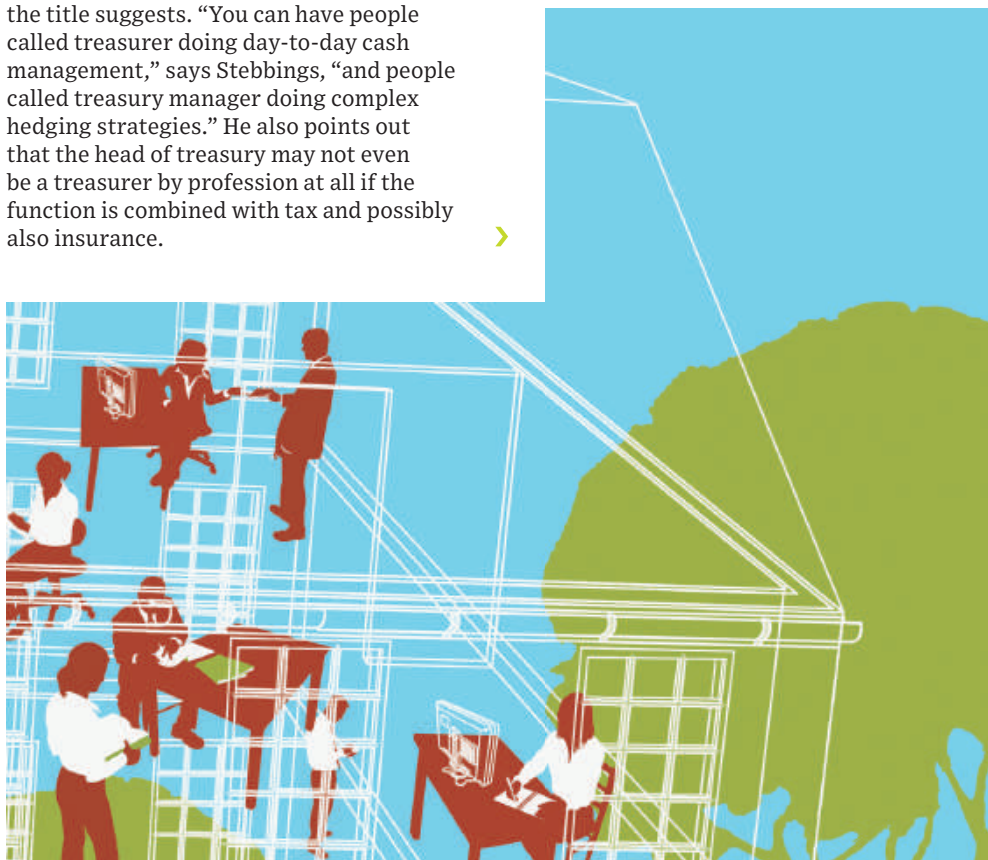 the title suggests. “You can have people
called treasurer doing day-to-day cash
management,” says Stebbings, “and people
called treasury manager doing complex
hedging strategies.” He also points out
that the head of treasury may not even
be a treasurer by profession at all if the
function is combined with tax and possibly
also insurance.